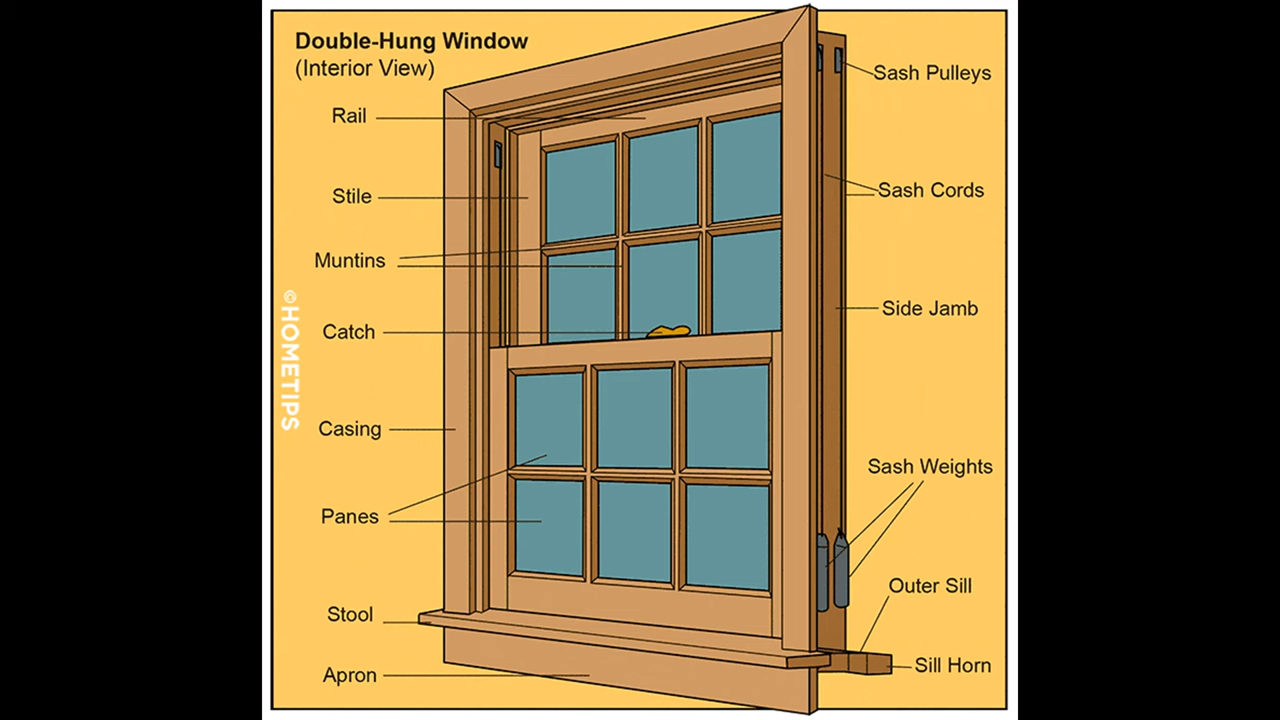 Double-Hung Window
(Interior View)
Rail
Stile
Muntins
Catch
Casing
Panes
Stool
Apron
Sash Pulleys
Sash Cords
Side Jamb
Sash Weights
Outer Sill
Sill Horn
©HOMETIPS